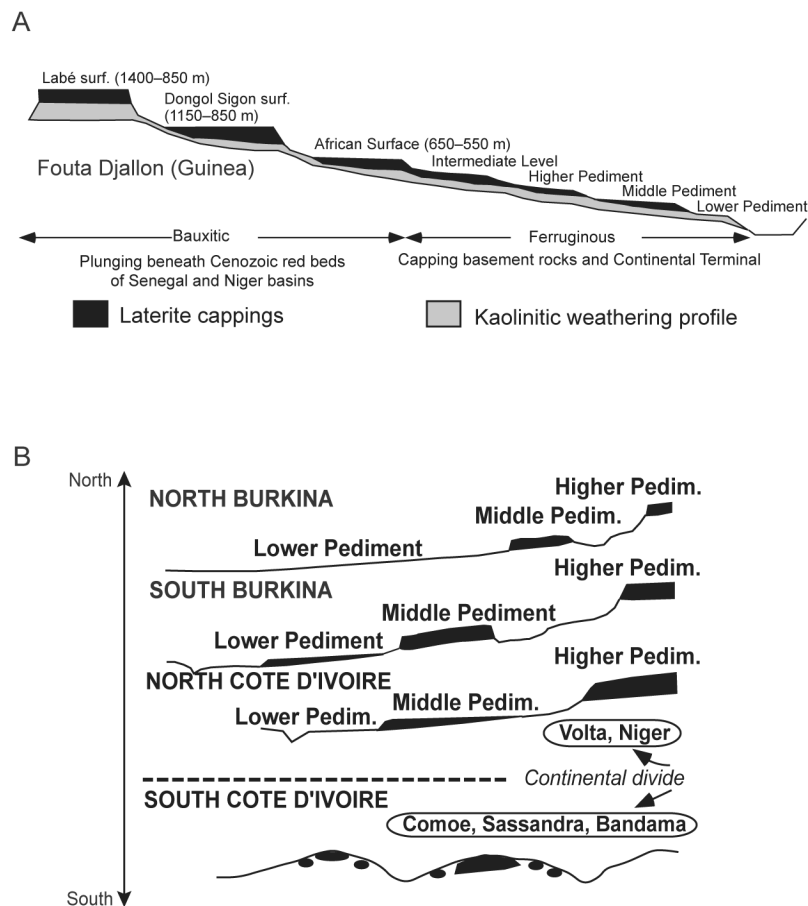 A
Labé surf. (1400–850 m)
Dongol Sigon surf.
(1150–850 m)
African Surface (650–550 m)
Intermediate Level
Higher Pediment
Middle Pediment
Lower Pediment
Fouta Djallon (Guinea)
Bauxitic
Ferruginous
Plunging beneath Cenozoic red beds
of Senegal and Niger basins
Capping basement rocks and Continental Terminal
Laterite cappings
Kaolinitic weathering profile
B
North
NORTH BURKINA
Higher Pedim.
Middle Pedim.
Lower Pediment
SOUTH BURKINA
Higher Pedim.
Middle Pediment
Lower Pediment
NORTH COTE D'IVOIRE
Higher Pedim.
Middle Pedim.
Lower Pedim.
Volta, Niger
Continental divide
SOUTH COTE D'IVOIRE
Comoe, Sassandra, Bandama
South